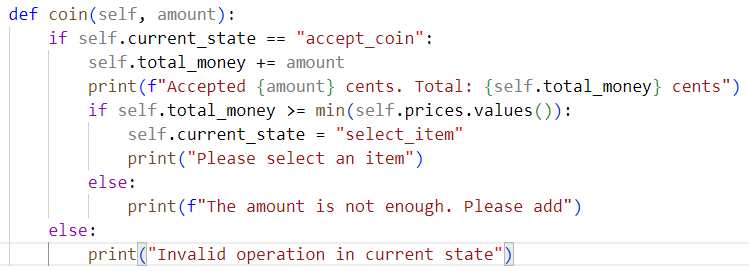 def coin(self, amount):
    if self.current_state == "accept_coin":
        self.total_money += amount
        print(f"Accepted {amount} cents. Total: {self.total_money} cents")
        if self.total_money >= min(self.prices.values()):
            self.current_state = "select_item"
            print("Please select an item")
        else:
            print(f"The amount is not enough. Please add")
    else:
        print("Invalid operation in current state")